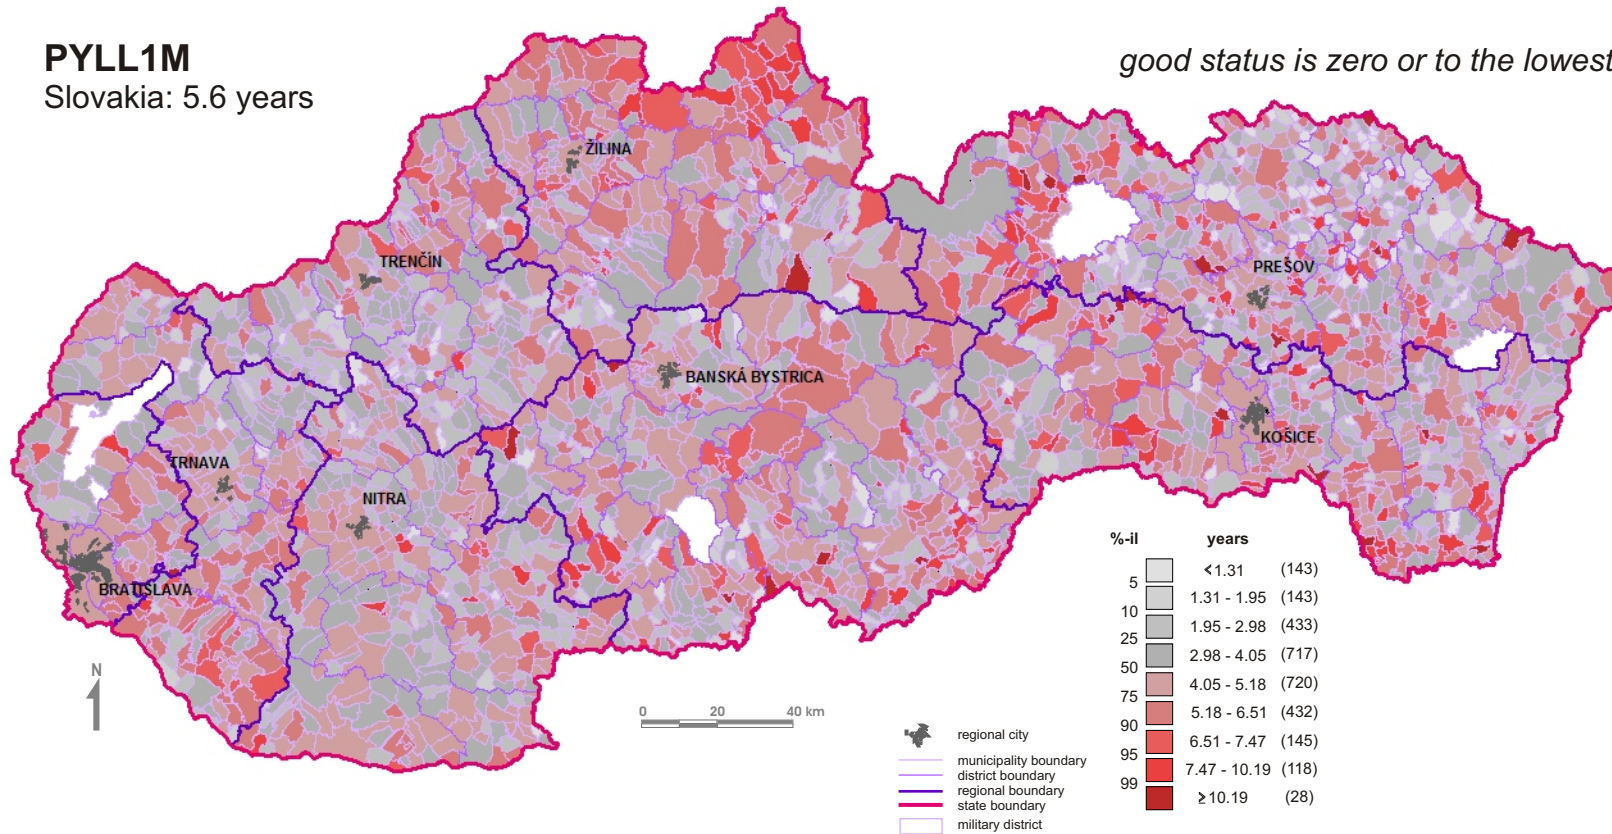 PYLL1M
Slovakia: 5.6 years
good status is zero or to the lowest
ŽILINA
TRENČÍN
PREŠOV
BANSKÁ BYSTRICA
KOŠICE
TRNAVA
NITRA
BRATISLAVA
N
0 20 40 km
regional city
municipality boundary
district boundary
regional boundary
state boundary
military district
%-il years
<1.31 (143)
5
1.31 - 1.95 (143)
10
1.95 - 2.98 (433)
25
2.98 - 4.05 (717)
50
4.05 - 5.18 (720)
75
5.18 - 6.51 (432)
90
6.51 - 7.47 (145)
95
7.47 - 10.19 (118)
99
≥10.19 (28)